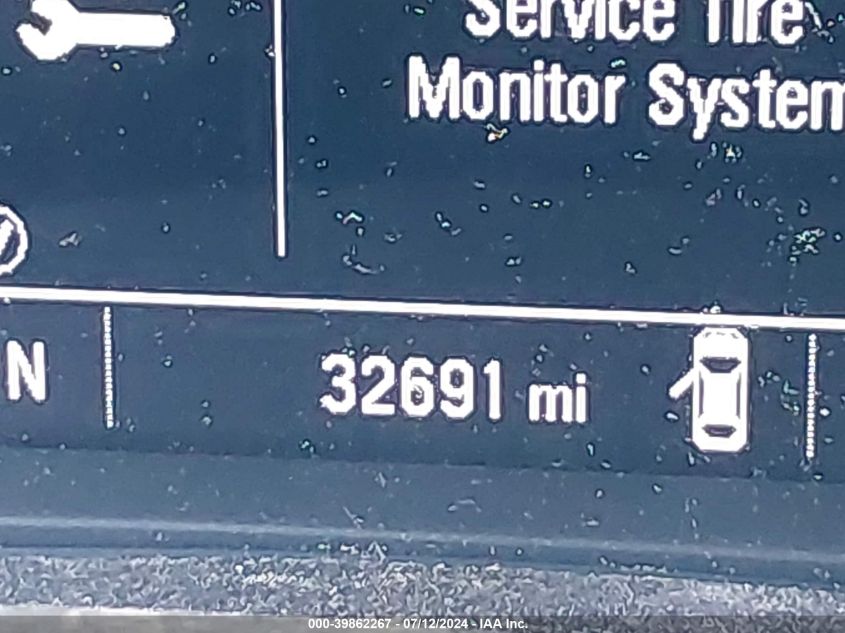 Service Tire
Monitor System
N
32691 mi
000-39862267 - 07/12/2024 - IAA Inc.